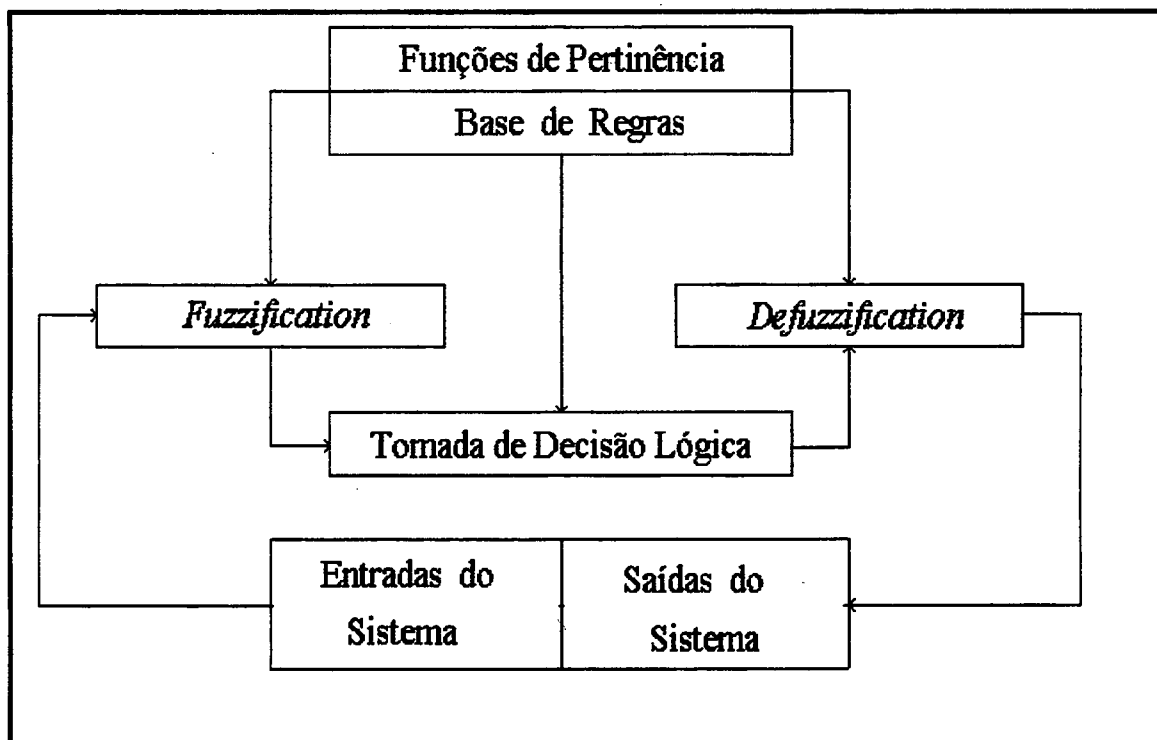 Funções de Pertinência
Base de Regras
Fuzzification
Defuzzification
Tomada de Decisão Lógica
Entradas do
Sistema
Saídas do
Sistema